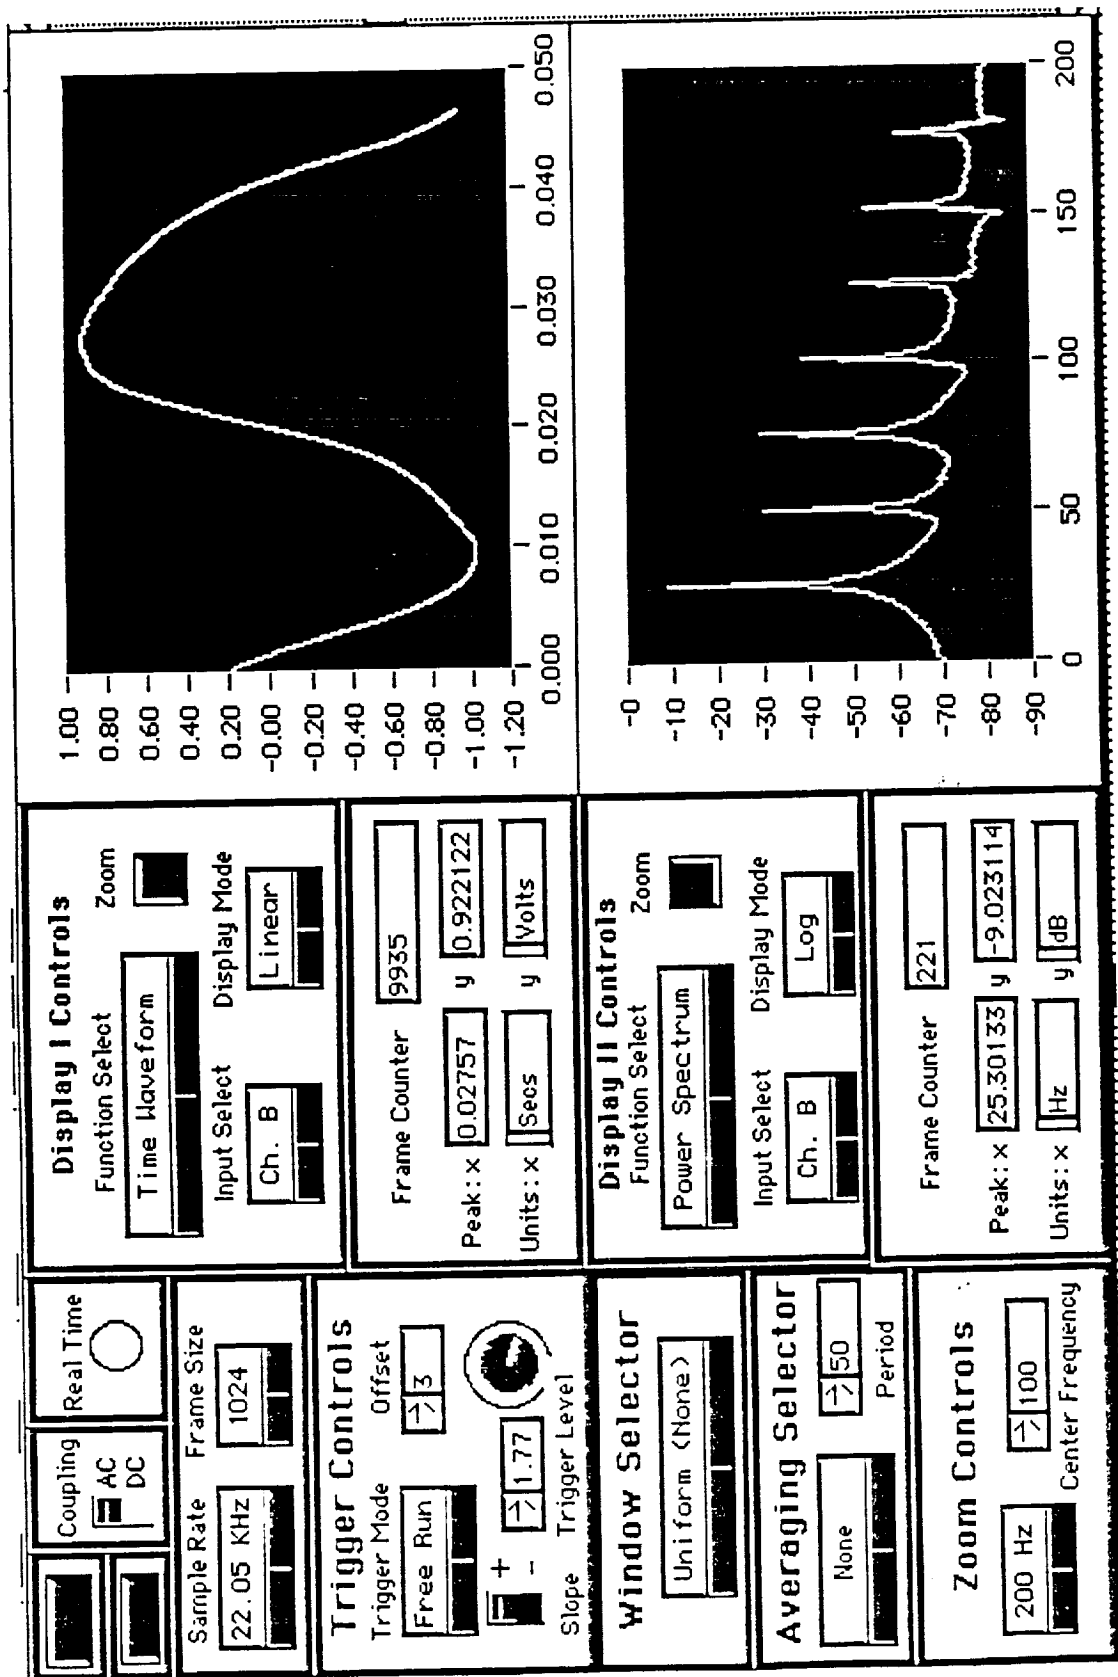 Coupling
AC
DC
Real Time
Sample Rate
Frame Size
22.05 KHz
1024
Trigger Controls
Trigger Mode
Offset
Free Run
3
+
-
1.77
Slope
Trigger Level
Window Selector
Uniform (None)
Averaging Selector
None
50
Period
Zoom Controls
200 Hz
100
Center Frequency
Display I Controls
Function Select
Zoom
Time Waveform
Input Select
Display Mode
Ch. B
Linear
Frame Counter
9935
Peak: x 0.02757 y 0.922122
Units: x Secs y Volts
Display II Controls
Function Select
Zoom
Power Spectrum
Input Select
Display Mode
Ch. B
Log
Frame Counter
221
Peak: x 25.30133 y -9.023114
Units: x Hz y dB
1.00
0.80
0.60
0.40
0.20
-0.00
-0.20
-0.40
-0.60
-0.80
-1.00
-1.20
0.000 0.010 0.020 0.030 0.040 0.050
-0
-10
-20
-30
-40
-50
-60
-70
-80
-90
0 50 100 150 200